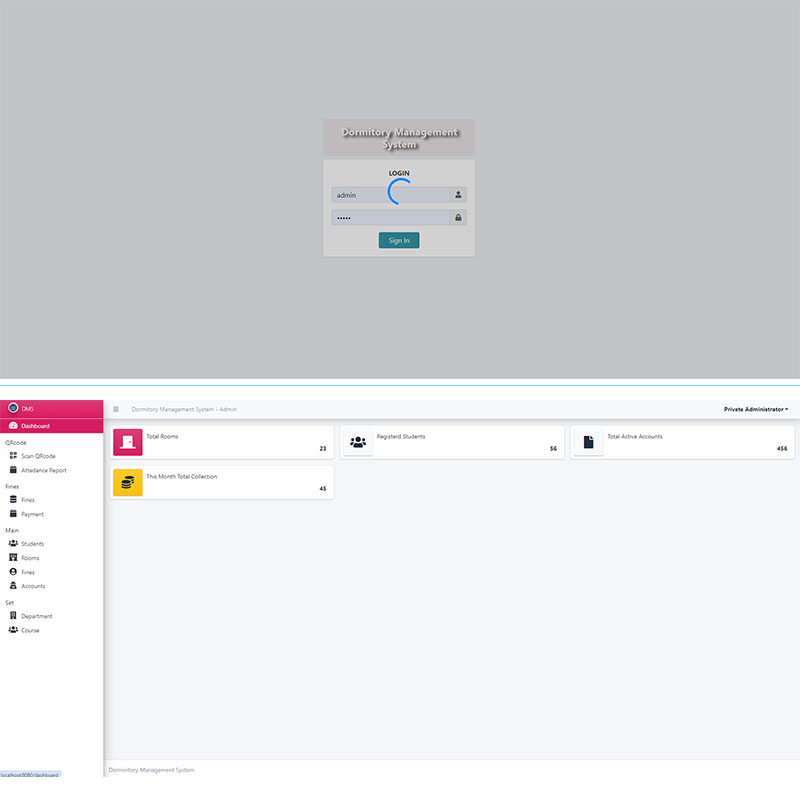 Dormitory Management
System
LOGIN
admin
•••••
Sign In
DMS
Dormitory Management System - Admin
Private Administrator
Dashboard
QRcode
Scan QRcode
Attedance Report
Fines
Fines
Payment
Main
Students
Rooms
Fines
Accounts
Set
Department
Course
Total Rooms
23
Registerd Students
56
Total Active Accounts
456
This Month Total Collection
45
Dormintory Management System
localhost:8080/dashboard